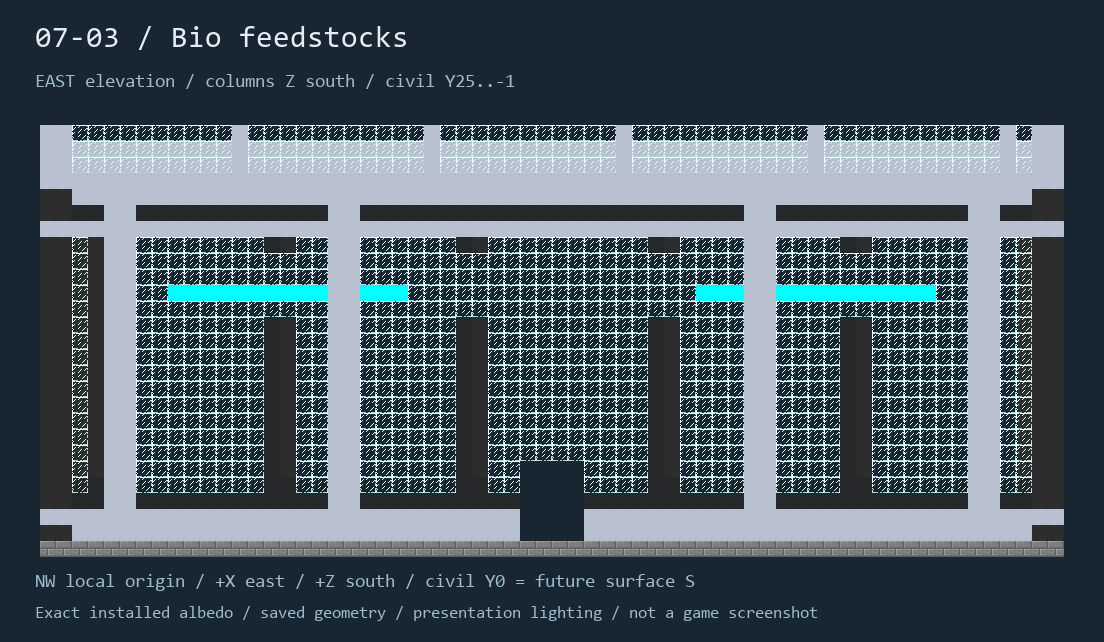 07-03 / Bio feedstocks
EAST elevation / columns Z south / civil Y25..-1
NW local origin / +X east / +Z south / civil Y0 = future surface S
Exact installed albedo / saved geometry / presentation lighting / not a game screenshot